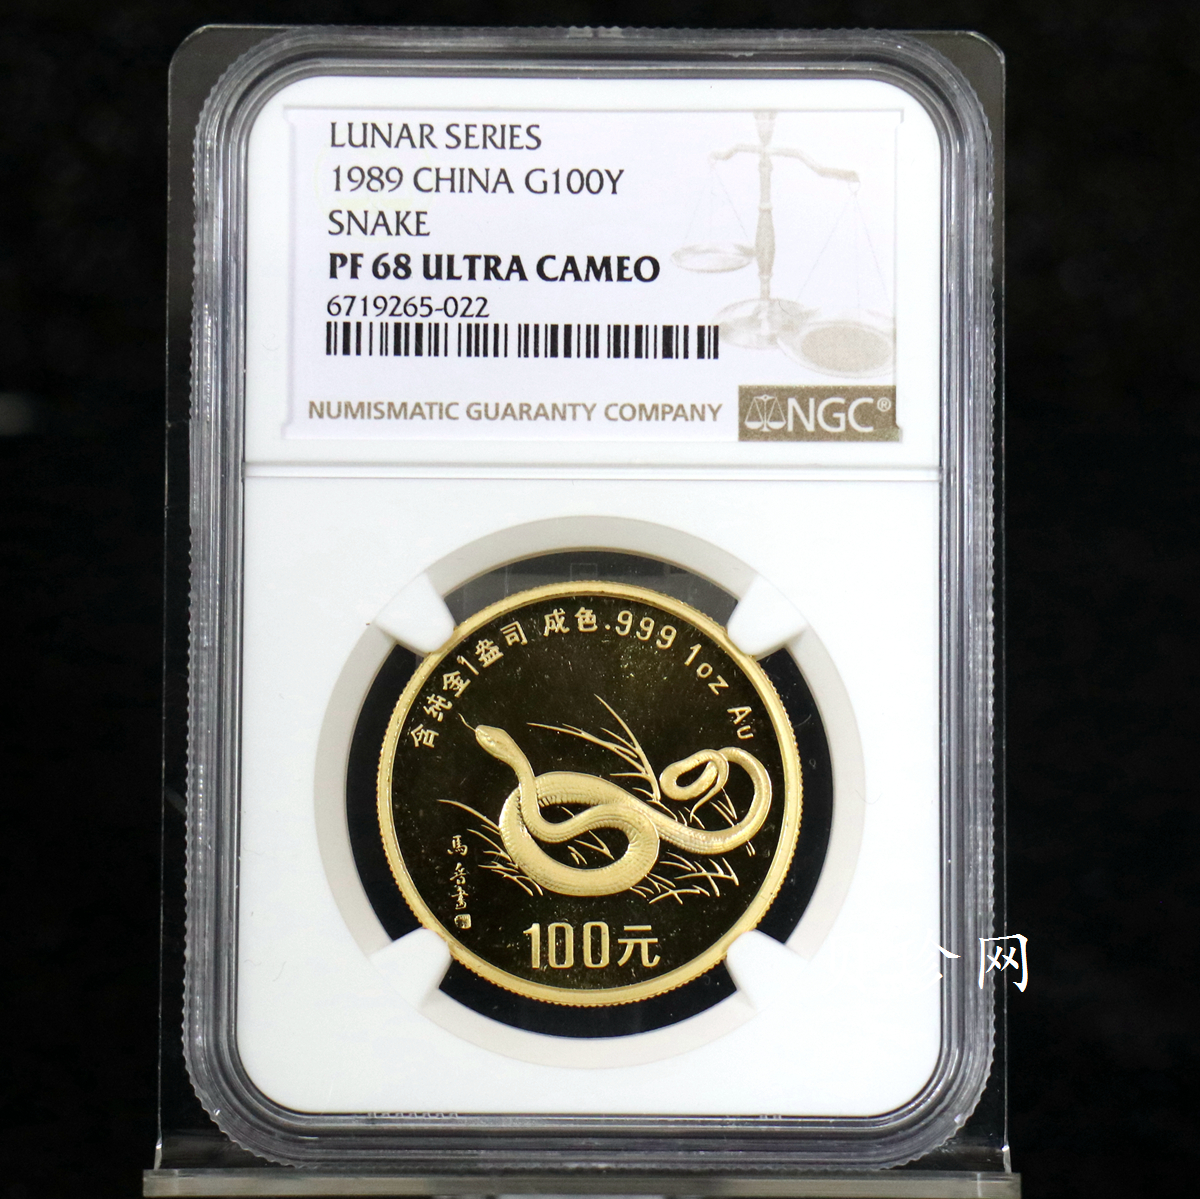 LUNAR SERIES
1989 CHINA G100Y
SNAKE
PF 68 ULTRA CAMEO
6719265-022
NUMISMATIC GUARANTY COMPANY
NGC®
含纯金1盎司 成色.999 1oz Au
100元
网